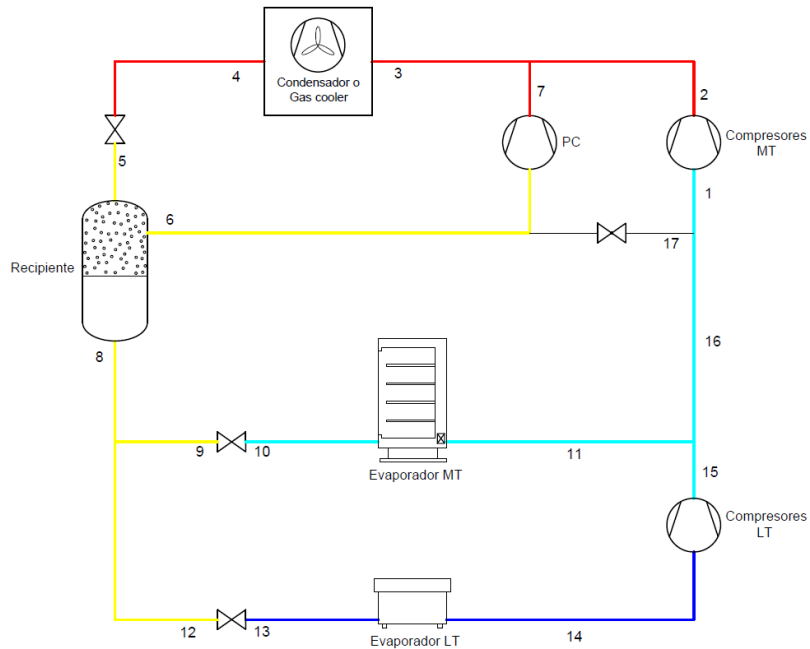 4
Condensador o
Gas cooler
3
7
2
5
PC
Compresores
MT
1
6
17
Recipiente
8
16
9
10
11
Evaporador MT
15
Compresores
LT
12
13
14
Evaporador LT